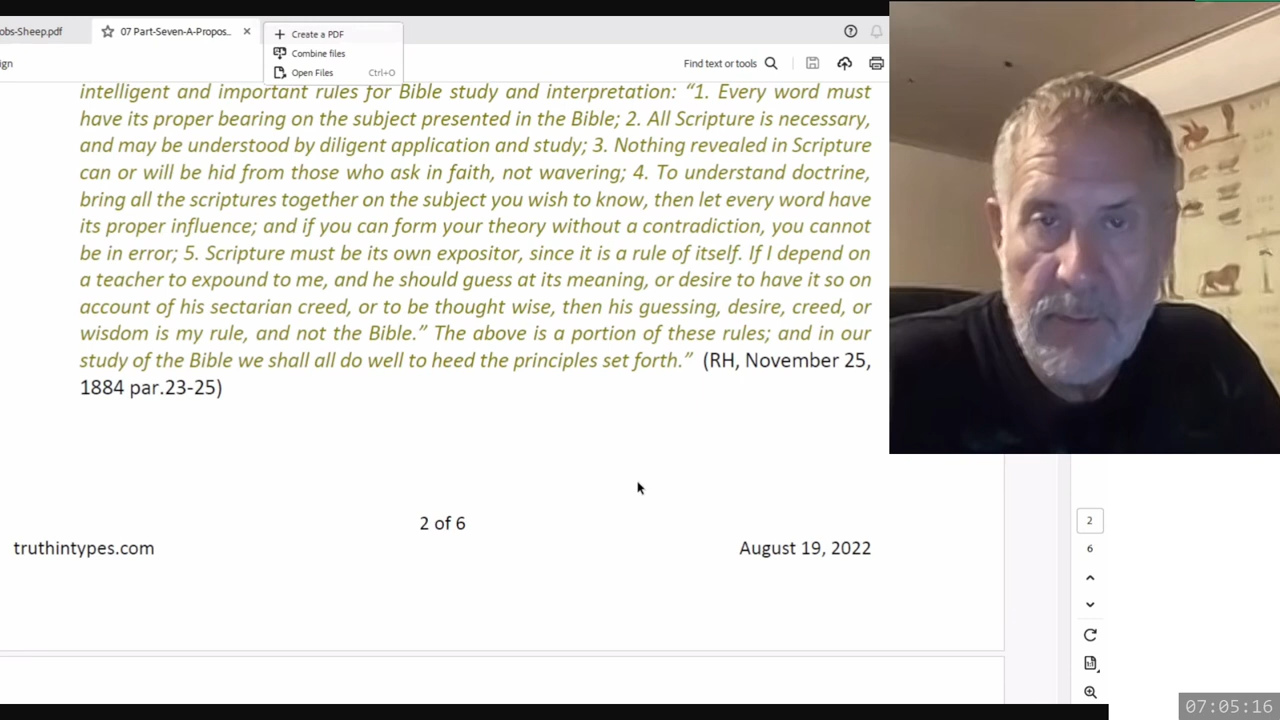 obs-Sheep.pdf
07 Part-Seven-A-Propos..
Create a PDF
Combine files
Open Files Ctrl+O
ign
Find text or tools
intelligent and important rules for Bible study and interpretation: “1. Every word must
have its proper bearing on the subject presented in the Bible; 2. All Scripture is necessary,
and may be understood by diligent application and study; 3. Nothing revealed in Scripture
can or will be hid from those who ask in faith, not wavering; 4. To understand doctrine,
bring all the scriptures together on the subject you wish to know, then let every word have
its proper influence; and if you can form your theory without a contradiction, you cannot
be in error; 5. Scripture must be its own expositor, since it is a rule of itself. If I depend on
a teacher to expound to me, and he should guess at its meaning, or desire to have it so on
account of his sectarian creed, or to be thought wise, then his guessing, desire, creed, or
wisdom is my rule, and not the Bible.” The above is a portion of these rules; and in our
study of the Bible we shall all do well to heed the principles set forth.” (RH, November 25,
1884 par.23-25)
2 of 6
truthintypes.com
August 19, 2022
2
6
07:05:16